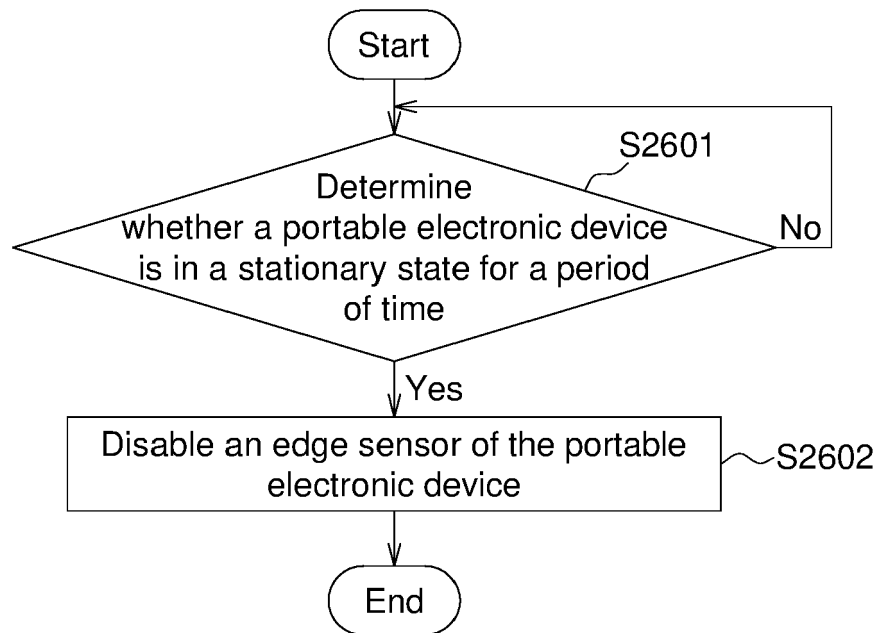 Start
S2601
Determine
whether a portable electronic device
is in a stationary state for a period
of time
No
Yes
Disable an edge sensor of the portable
electronic device
S2602
End